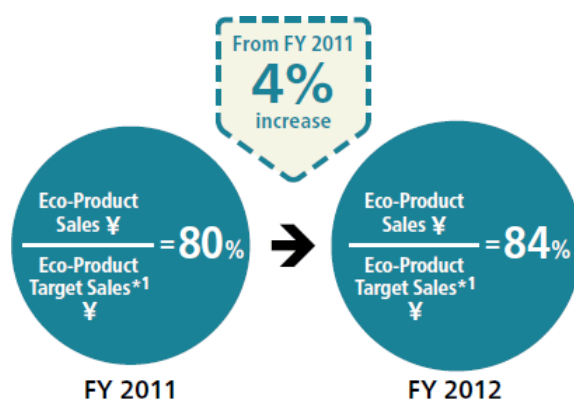 From FY 2011
4%
increase
Eco-Product
Sales ¥
Eco-Product
Target Sales*1
¥
=80%
Eco-Product
Sales ¥
Eco-Product
Target Sales*1
¥
=84%
FY 2011
FY 2012